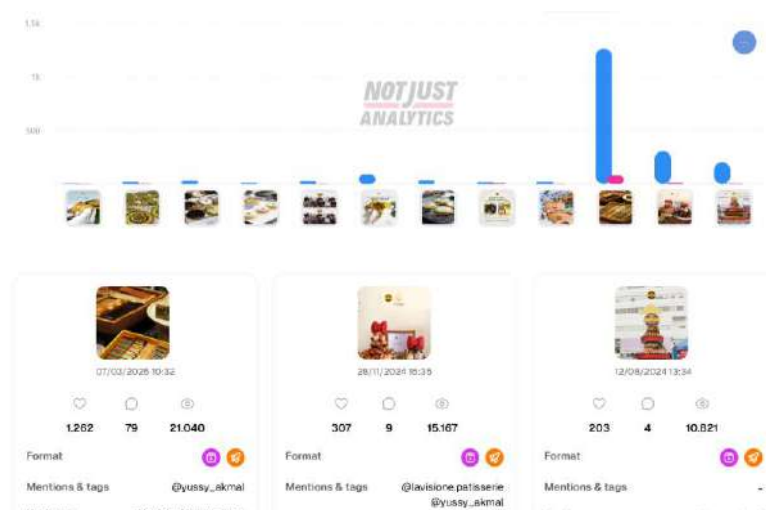 1.5k
1k
500
NOT JUST
ANALYTICS
07/03/2025 10:32
28/11/2024 15:35
12/08/2024 13:34
1.262 79 21.040
307 9 15.167
203 4 10.821
Format
Format
Format
Mentions & tags @yussy_akmal
Mentions & tags @lavisione.patisserie
@yussy_akmal
Mentions & tags -